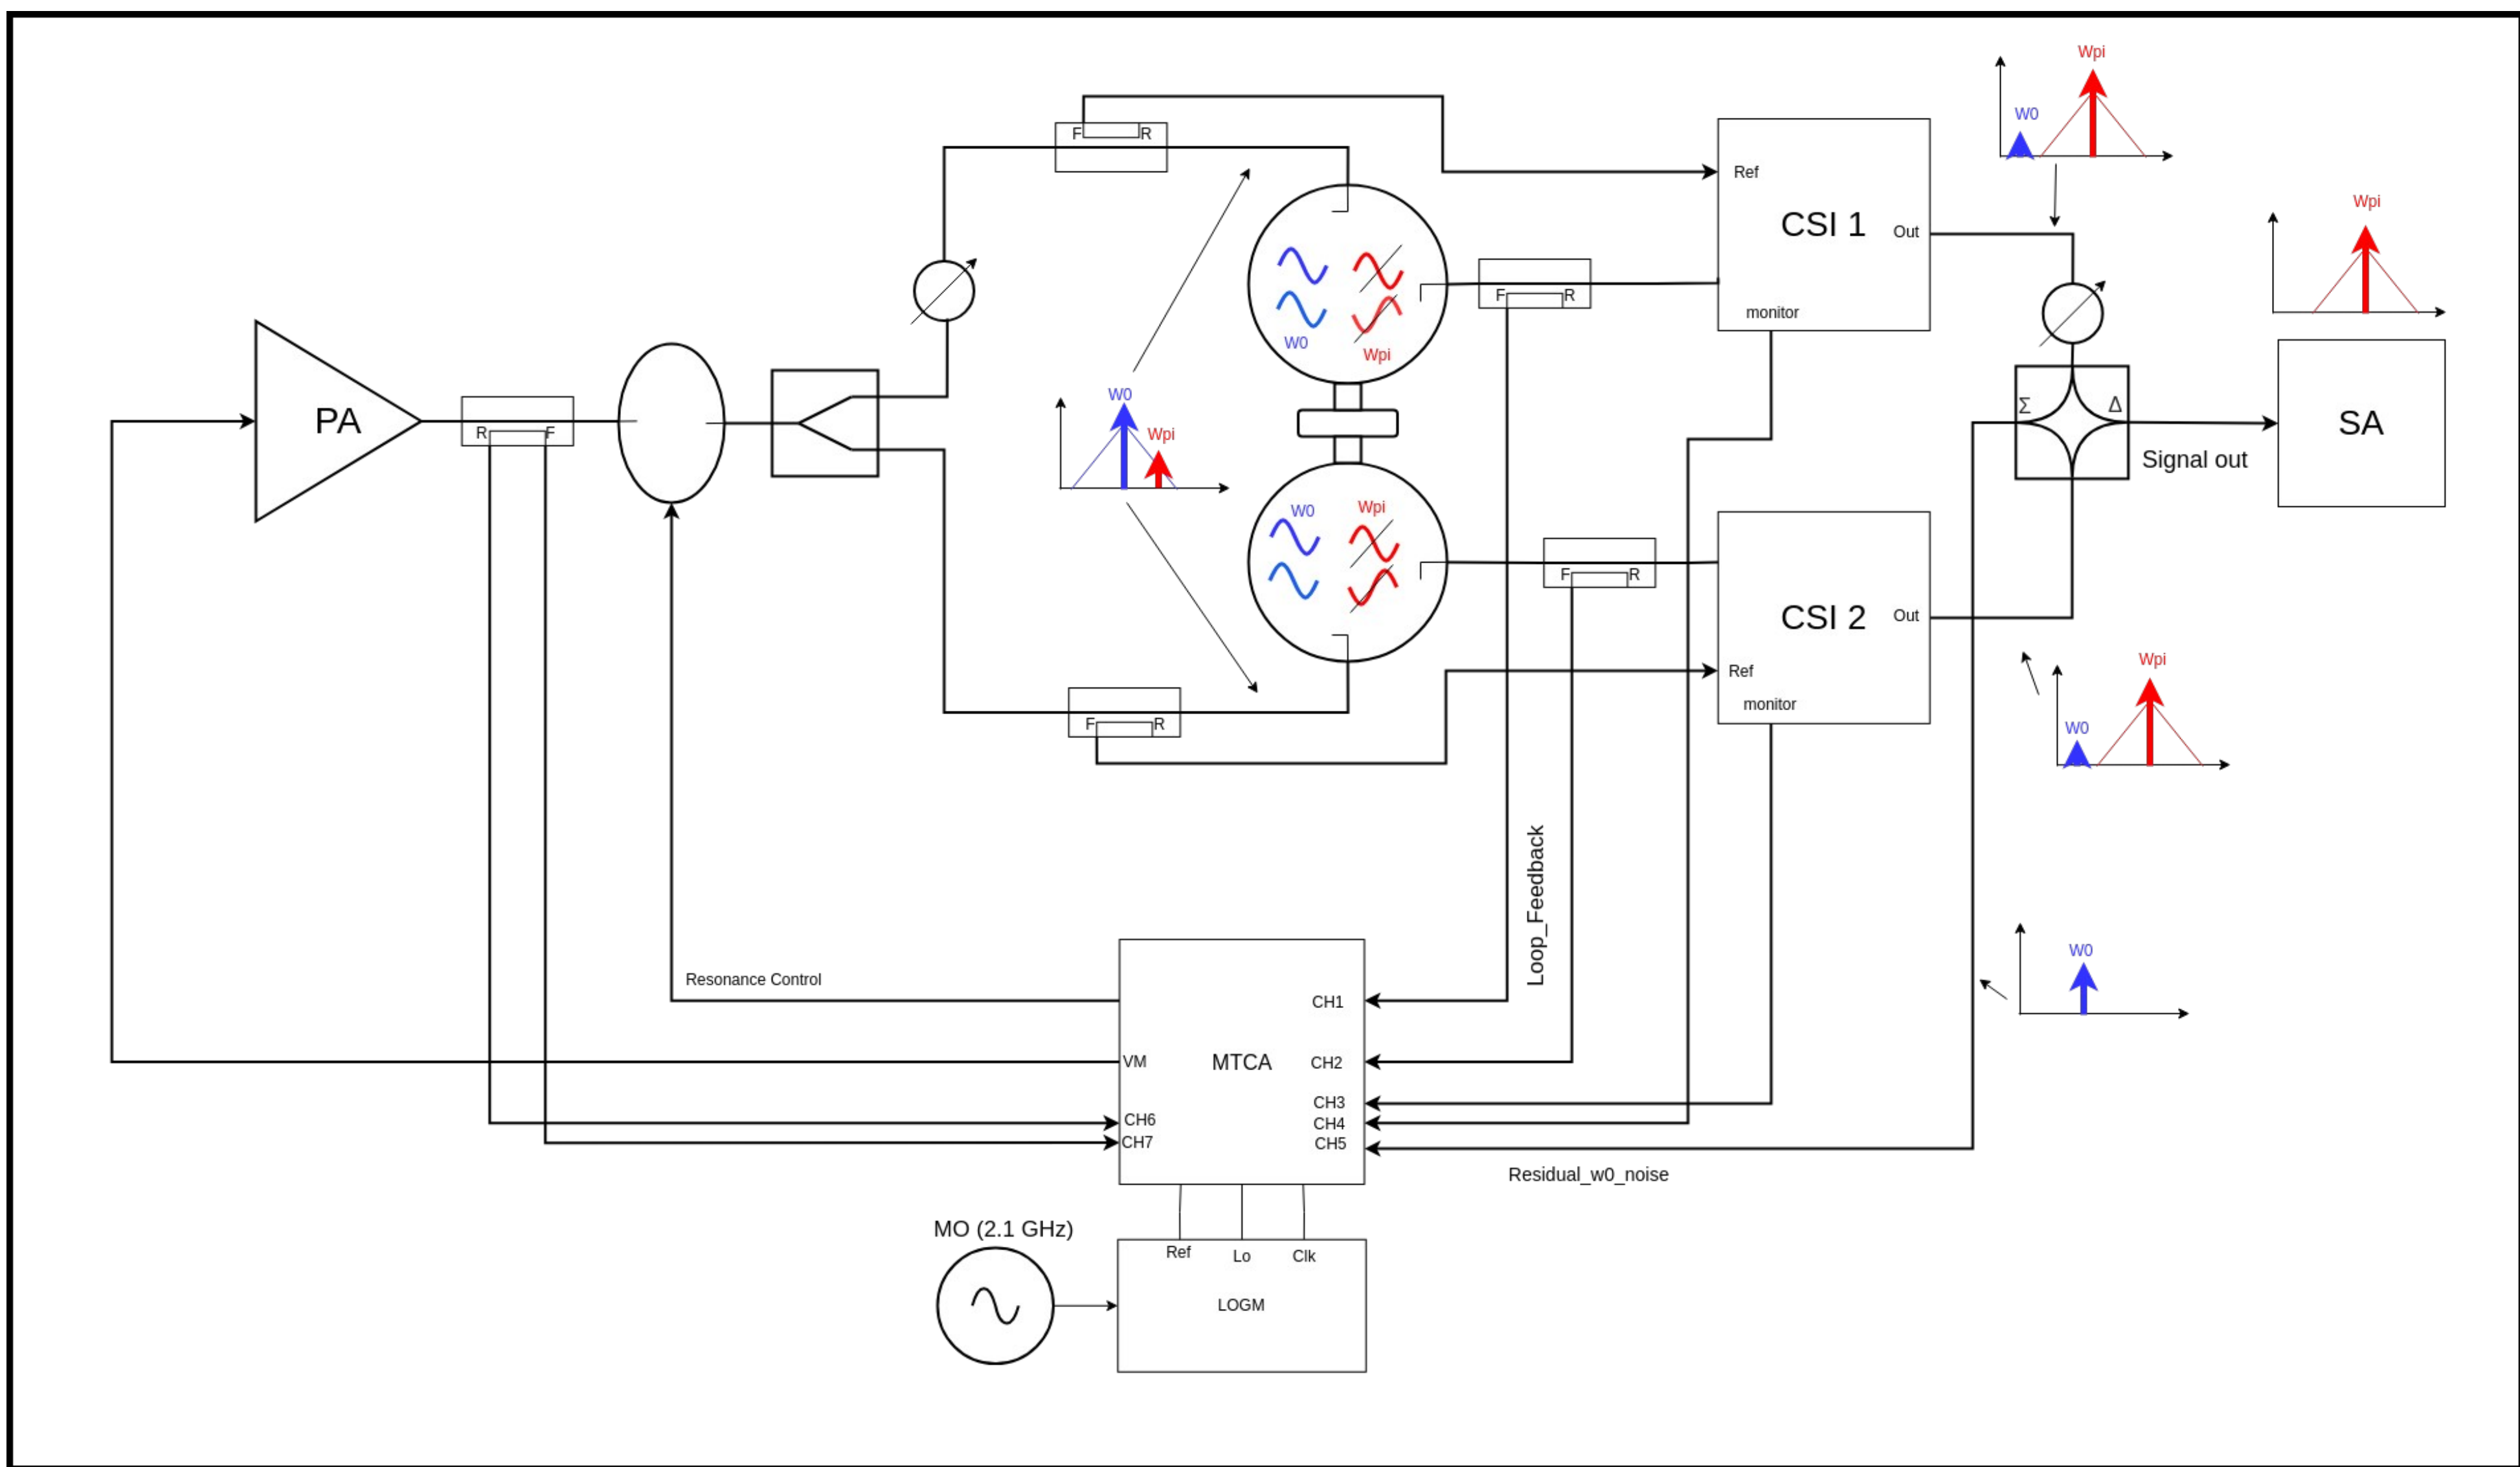 Wpi
W0
Wpi
F
R
Ref
CSI 1
Out
monitor
F
R
W0
Wpi
PA
R
F
W0
Wpi
Σ
Δ
SA
Signal out
W0
Wpi
F
R
CSI 2
Out
Ref
monitor
F
R
Wpi
W0
Loop_Feedback
W0
Resonance Control
CH1
VM
MTCA
CH2
CH3
CH6
CH4
CH7
CH5
Residual_w0_noise
MO (2.1 GHz)
Ref
Lo
Clk
LOGM